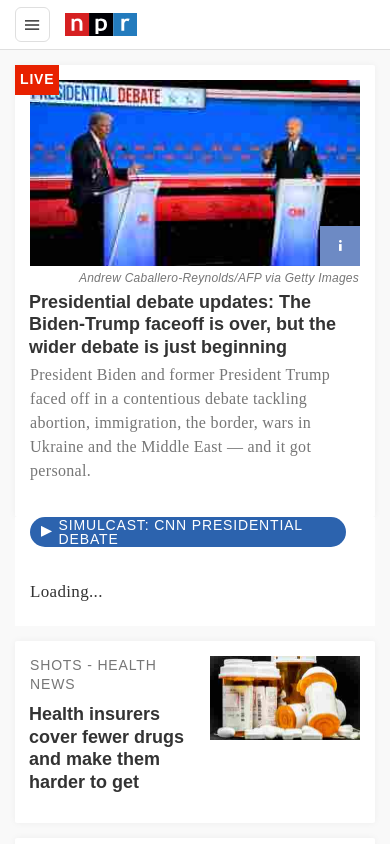 npr
LIVE
PRESIDENTIAL DEBATE
CNN
i
Andrew Caballero-Reynolds/AFP via Getty Images
Presidential debate updates: The
Biden-Trump faceoff is over, but the
wider debate is just beginning
President Biden and former President Trump
faced off in a contentious debate tackling
abortion, immigration, the border, wars in
Ukraine and the Middle East — and it got
personal.
SIMULCAST: CNN PRESIDENTIAL
DEBATE
Loading...
SHOTS - HEALTH
NEWS
Health insurers
cover fewer drugs
and make them
harder to get